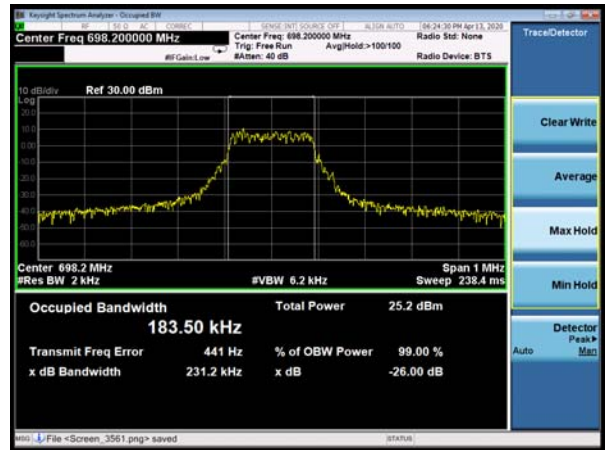 Keysight Spectrum Analyzer - Occupied BW
RF 50 Ω AC CORREC SENSE:INT SOURCE OFF ALIGN AUTO 06:24:30 PM Apr 13, 2020
Center Freq 698.200000 MHz
Center Freq: 698.200000 MHz
Radio Std: None
Trig: Free Run Avg|Hold:>100/100
#IFGain:Low
#Atten: 40 dB
Radio Device: BTS
10 dB/div Ref 30.00 dBm
Log
20.0
10.0
0.00
-10.0
-20.0
-30.0
-40.0
-50.0
-60.0
Center 698.2 MHz
Span 1 MHz
#Res BW 2 kHz
#VBW 6.2 kHz
Sweep 238.4 ms
Occupied Bandwidth
183.50 kHz
Total Power 25.2 dBm
Transmit Freq Error 441 Hz
% of OBW Power 99.00 %
x dB Bandwidth 231.2 kHz
x dB -26.00 dB
MSG File <Screen_3561.png> saved
STATUS
Trace/Detector
Clear Write
Average
Max Hold
Min Hold
Detector
Peak▶
Auto Man